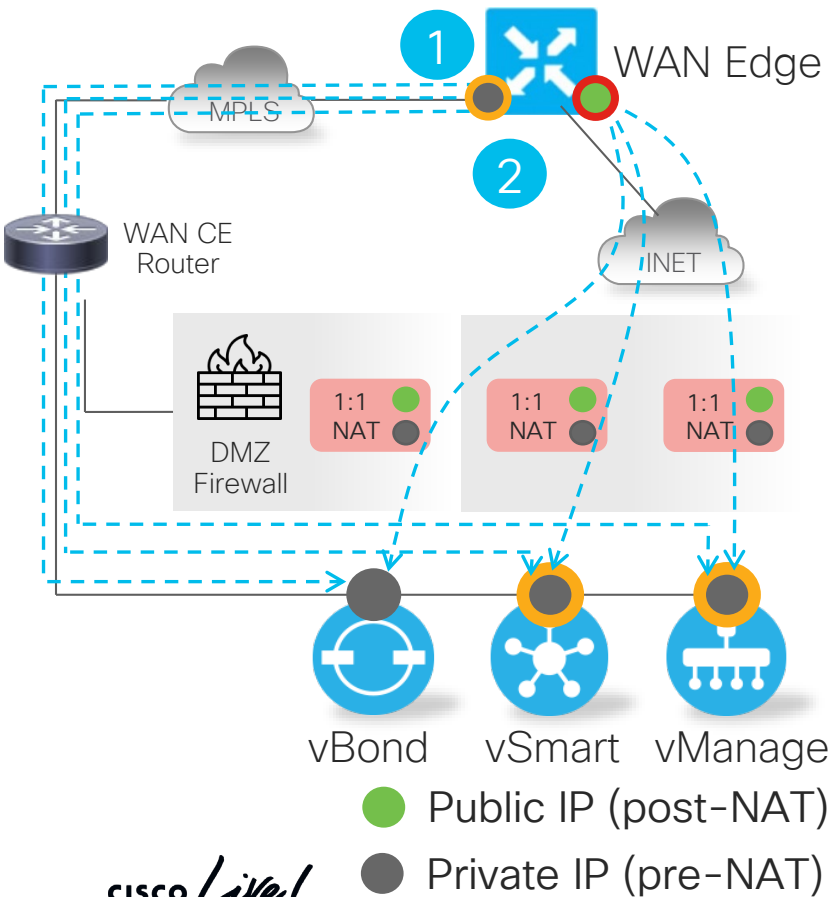 1
WAN Edge
MPLS
2
WAN CE
Router
INET
1:1
NAT
1:1
NAT
1:1
NAT
DMZ
Firewall
vBond
vSmart
vManage
Public IP (post-NAT)
cisco Live!
Private IP (pre-NAT)